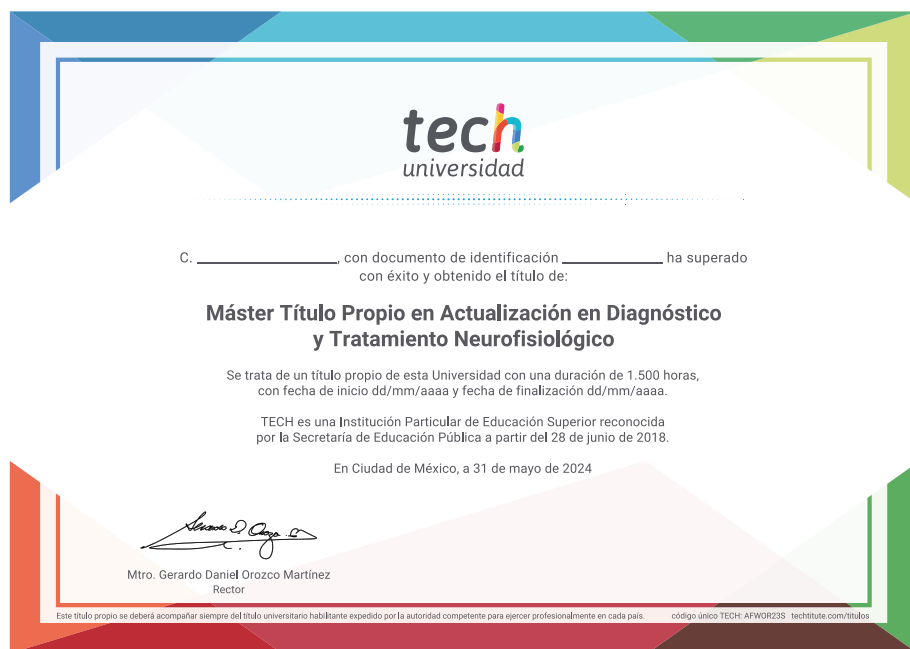 tech
universidad
C. ____________, con documento de identificación ____________ ha superado
con éxito y obtenido el título de:
Máster Título Propio en Actualización en Diagnóstico
y Tratamiento Neurofisiológico
Se trata de un título propio de esta Universidad con una duración de 1.500 horas,
con fecha de inicio dd/mm/aaaa y fecha de finalización dd/mm/aaaa.
TECH es una Institución Particular de Educación Superior reconocida
por la Secretaría de Educación Pública a partir del 28 de junio de 2018.
En Ciudad de México, a 31 de mayo de 2024
Mtro. Gerardo Daniel Orozco Martínez
Rector
Este título propio se deberá acompañar siempre del título universitario habilitante expedido por la autoridad competente para ejercer profesionalmente en cada país. código único TECH: AFWOR23S techtitute.com/titulos